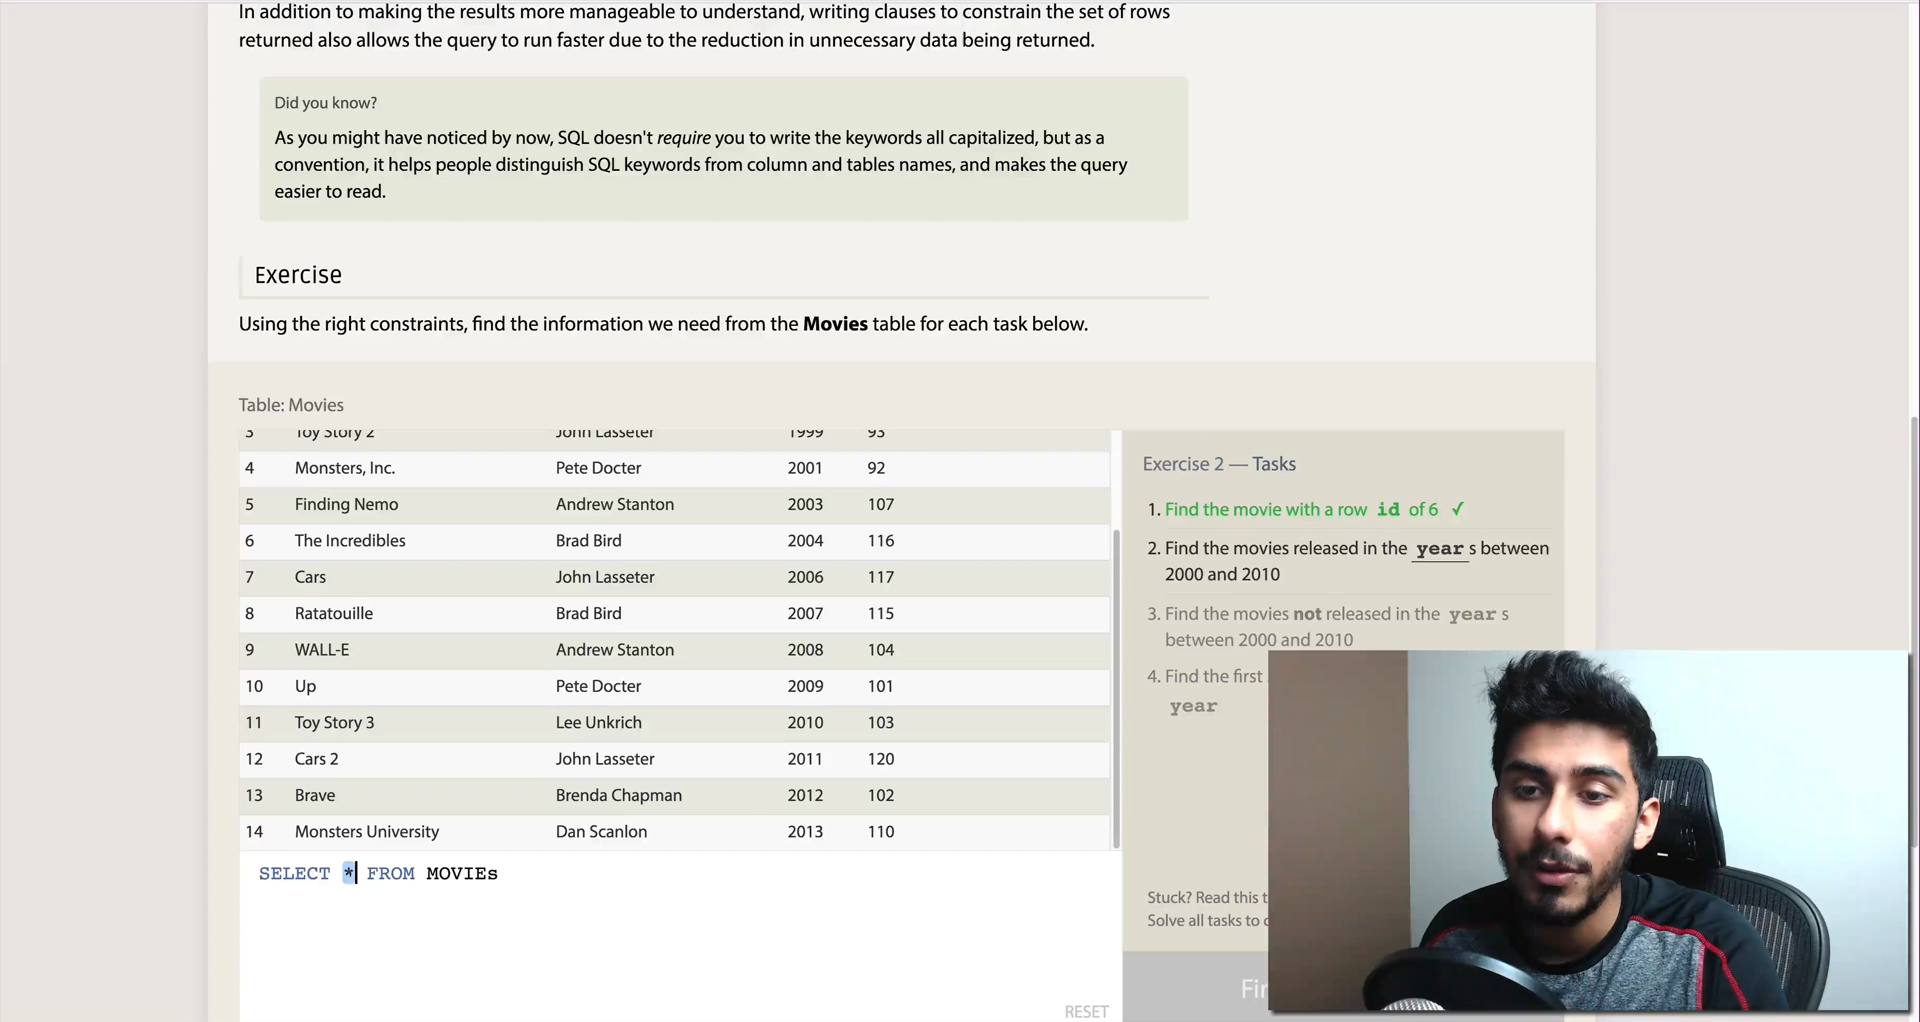 In addition to making the results more manageable to understand, writing clauses to constrain the set of rows
returned also allows the query to run faster due to the reduction in unnecessary data being returned.
Did you know?
As you might have noticed by now, SQL doesn't require you to write the keywords all capitalized, but as a
convention, it helps people distinguish SQL keywords from column and tables names, and makes the query
easier to read.
Exercise
Using the right constraints, find the information we need from the Movies table for each task below.
Table: Movies
3 Toy Story 2 John Lasseter 1999 93
4 Monsters, Inc. Pete Docter 2001 92
5 Finding Nemo Andrew Stanton 2003 107
6 The Incredibles Brad Bird 2004 116
7 Cars John Lasseter 2006 117
8 Ratatouille Brad Bird 2007 115
9 WALL-E Andrew Stanton 2008 104
10 Up Pete Docter 2009 101
11 Toy Story 3 Lee Unkrich 2010 103
12 Cars 2 John Lasseter 2011 120
13 Brave Brenda Chapman 2012 102
14 Monsters University Dan Scanlon 2013 110
SELECT * FROM MOVIEs
RESET
Exercise 2 — Tasks
1. Find the movie with a row id of 6 ✓
2. Find the movies released in the year s between
2000 and 2010
3. Find the movies not released in the year s
between 2000 and 2010
4. Find the first
year
Stuck? Read this
Solve all tasks to